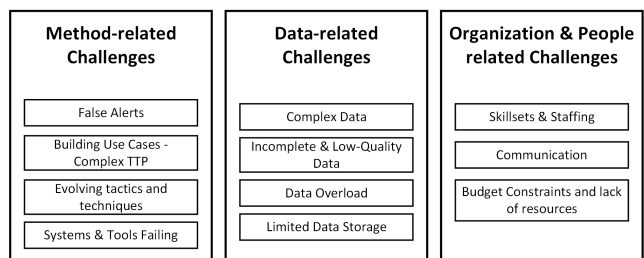 Method-related
Challenges
False Alerts
Building Use Cases -
Complex TTP
Evolving tactics and
techniques
Systems & Tools Failing
Data-related
Challenges
Complex Data
Incomplete & Low-Quality
Data
Data Overload
Limited Data Storage
Organization & People
related Challenges
Skillsets & Staffing
Communication
Budget Constraints and lack
of resources